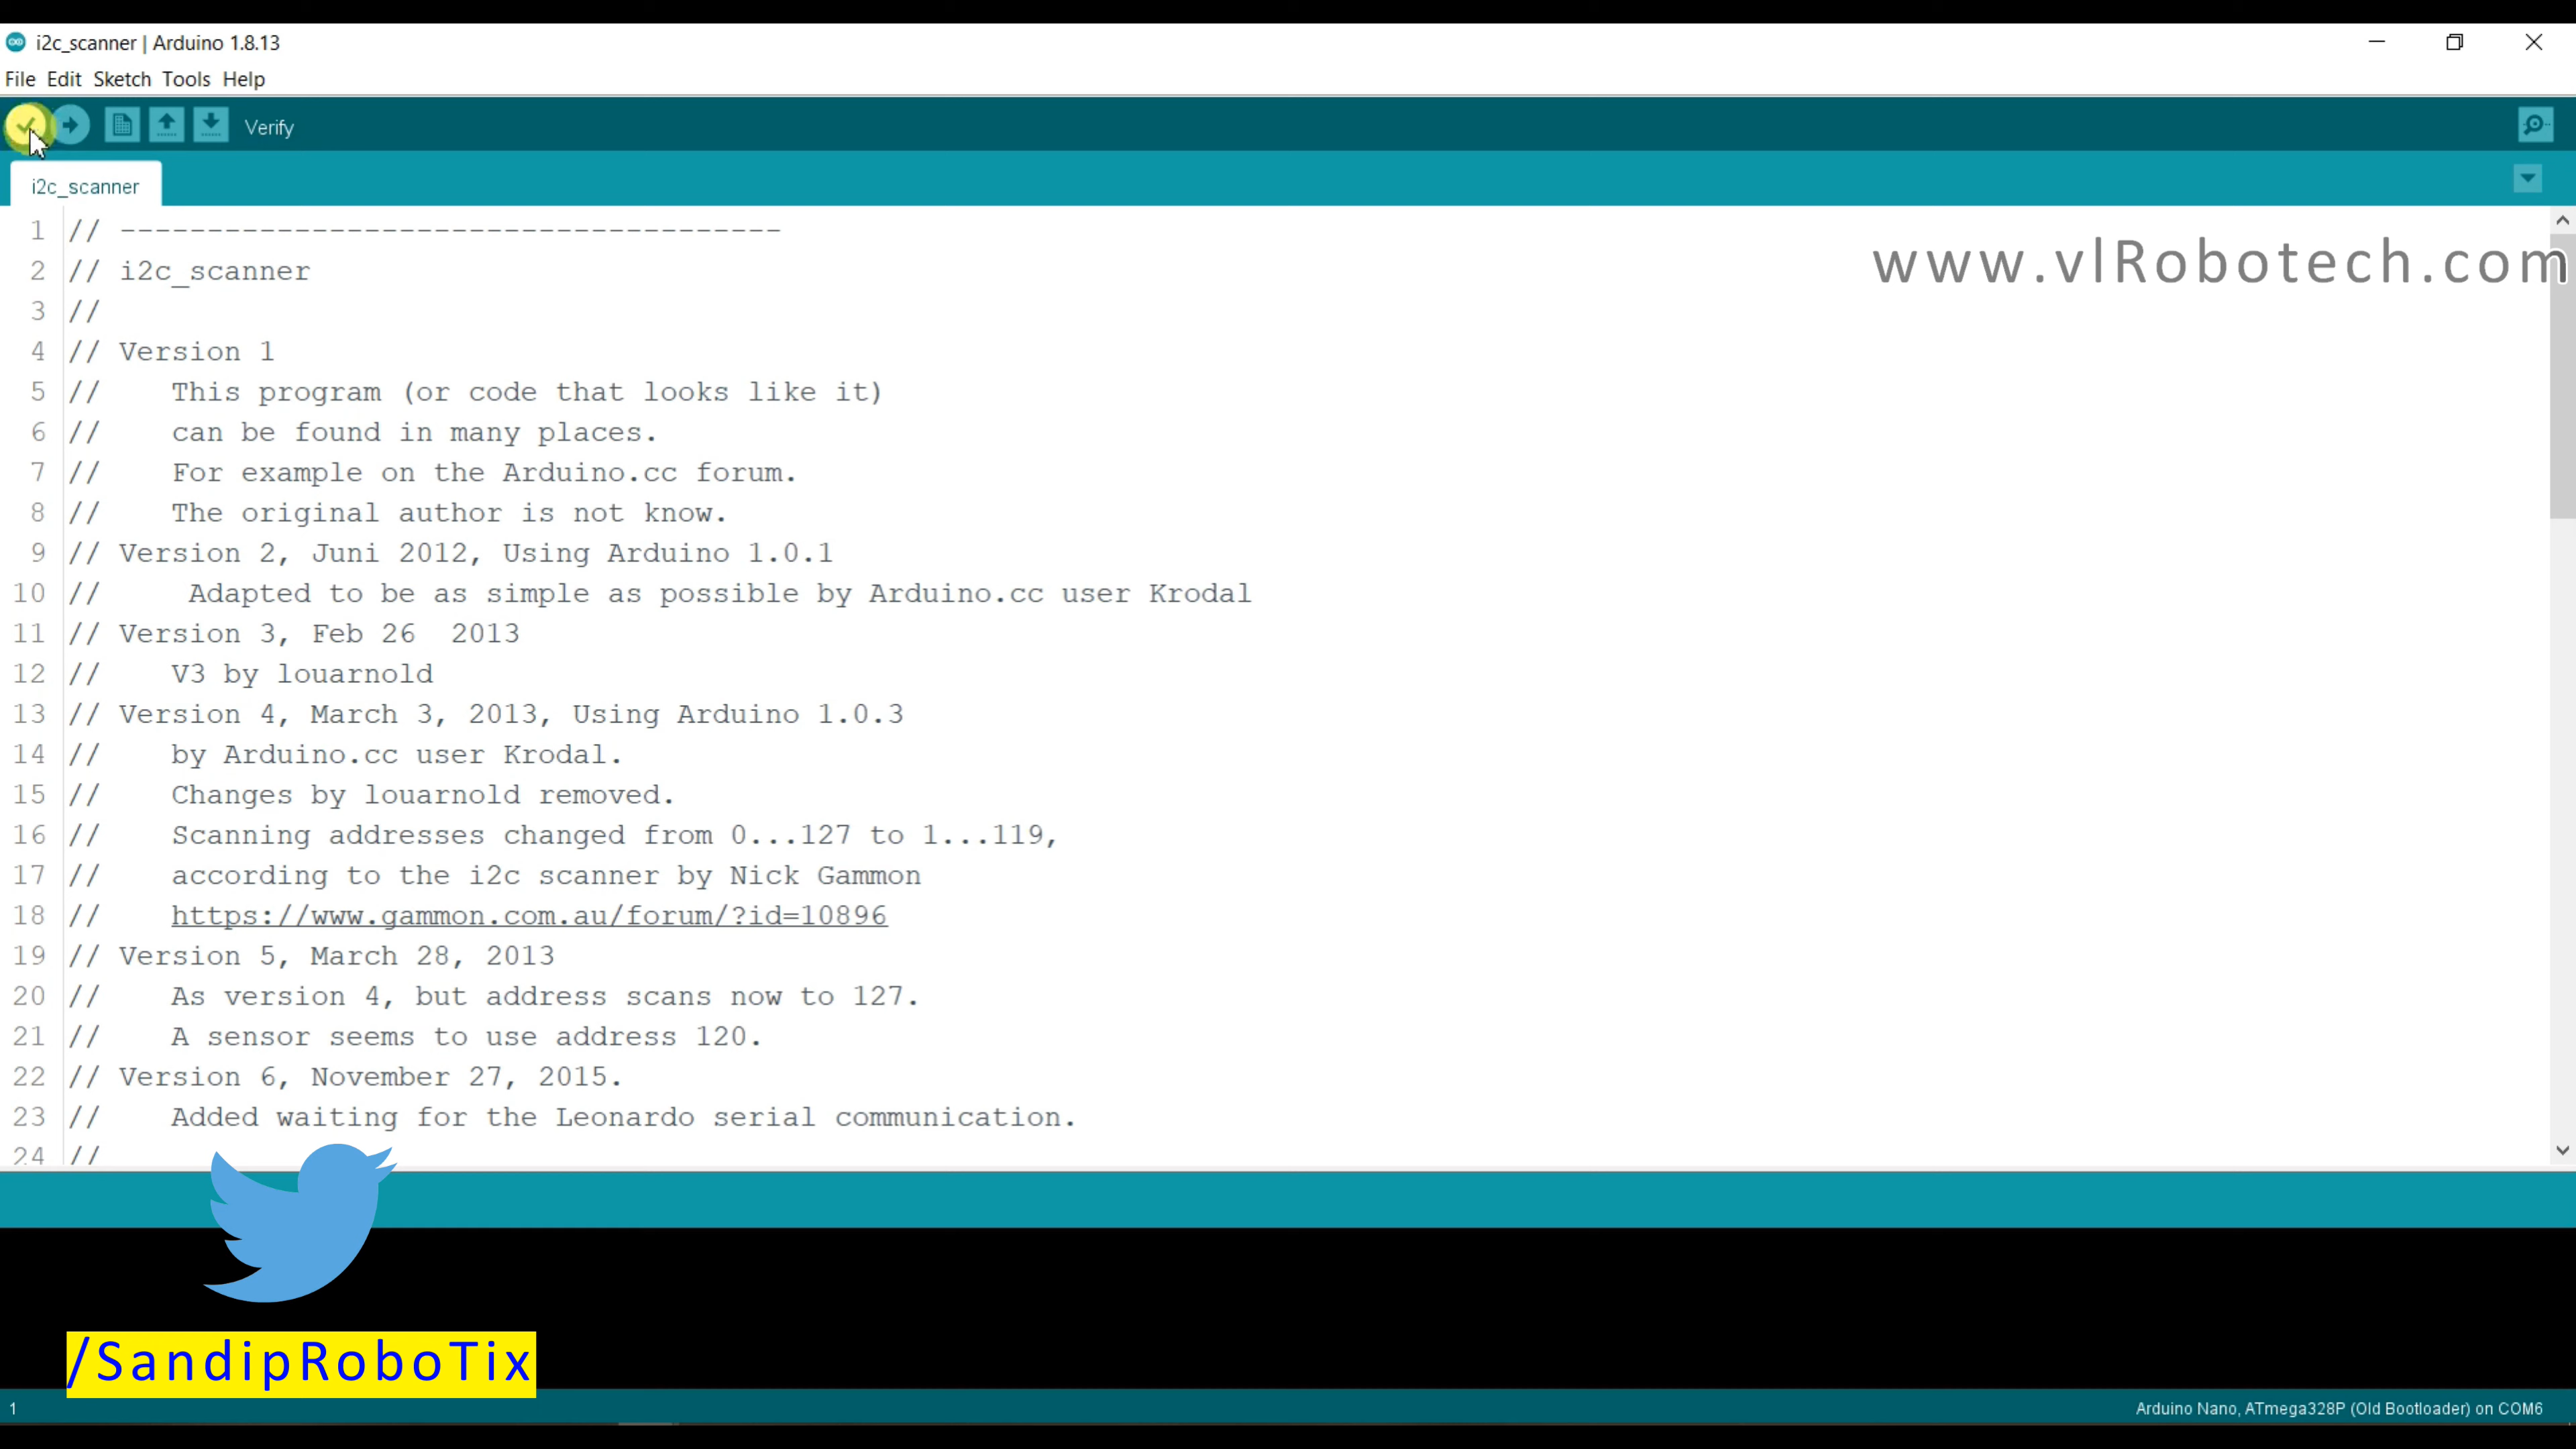 i2c_scanner | Arduino 1.8.13
File Edit Sketch Tools Help
Verify
i2c_scanner
www.vlRobotech.com
1 // --------------------------------------
2 // i2c_scanner
3 //
4 // Version 1
5 //    This program (or code that looks like it)
6 //    can be found in many places.
7 //    For example on the Arduino.cc forum.
8 //    The original author is not know.
9 // Version 2, Juni 2012, Using Arduino 1.0.1
10 //     Adapted to be as simple as possible by Arduino.cc user Krodal
11 // Version 3, Feb 26  2013
12 //    V3 by louarnold
13 // Version 4, March 3, 2013, Using Arduino 1.0.3
14 //    by Arduino.cc user Krodal.
15 //    Changes by louarnold removed.
16 //    Scanning addresses changed from 0...127 to 1...119,
17 //    according to the i2c scanner by Nick Gammon
18 //    https://www.gammon.com.au/forum/?id=10896
19 // Version 5, March 28, 2013
20 //    As version 4, but address scans now to 127.
21 //    A sensor seems to use address 120.
22 // Version 6, November 27, 2015.
23 //    Added waiting for the Leonardo serial communication.
24 //
/SandipRoboTix
1
Arduino Nano, ATmega328P (Old Bootloader) on COM6